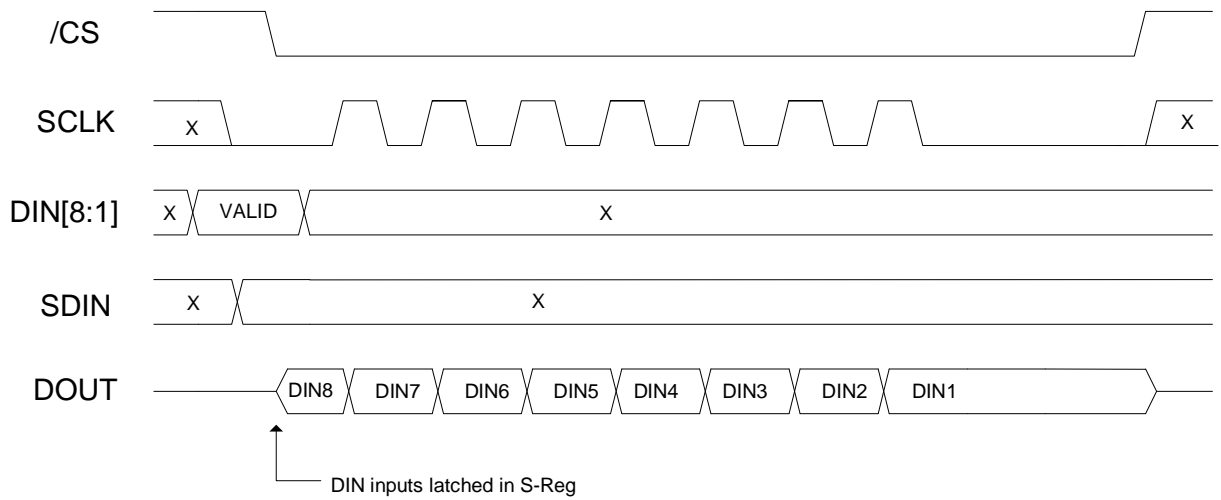 /CS
SCLK X X
DIN[8:1] X VALID X
SDIN X X
DOUT DIN8 DIN7 DIN6 DIN5 DIN4 DIN3 DIN2 DIN1
DIN inputs latched in S-Reg